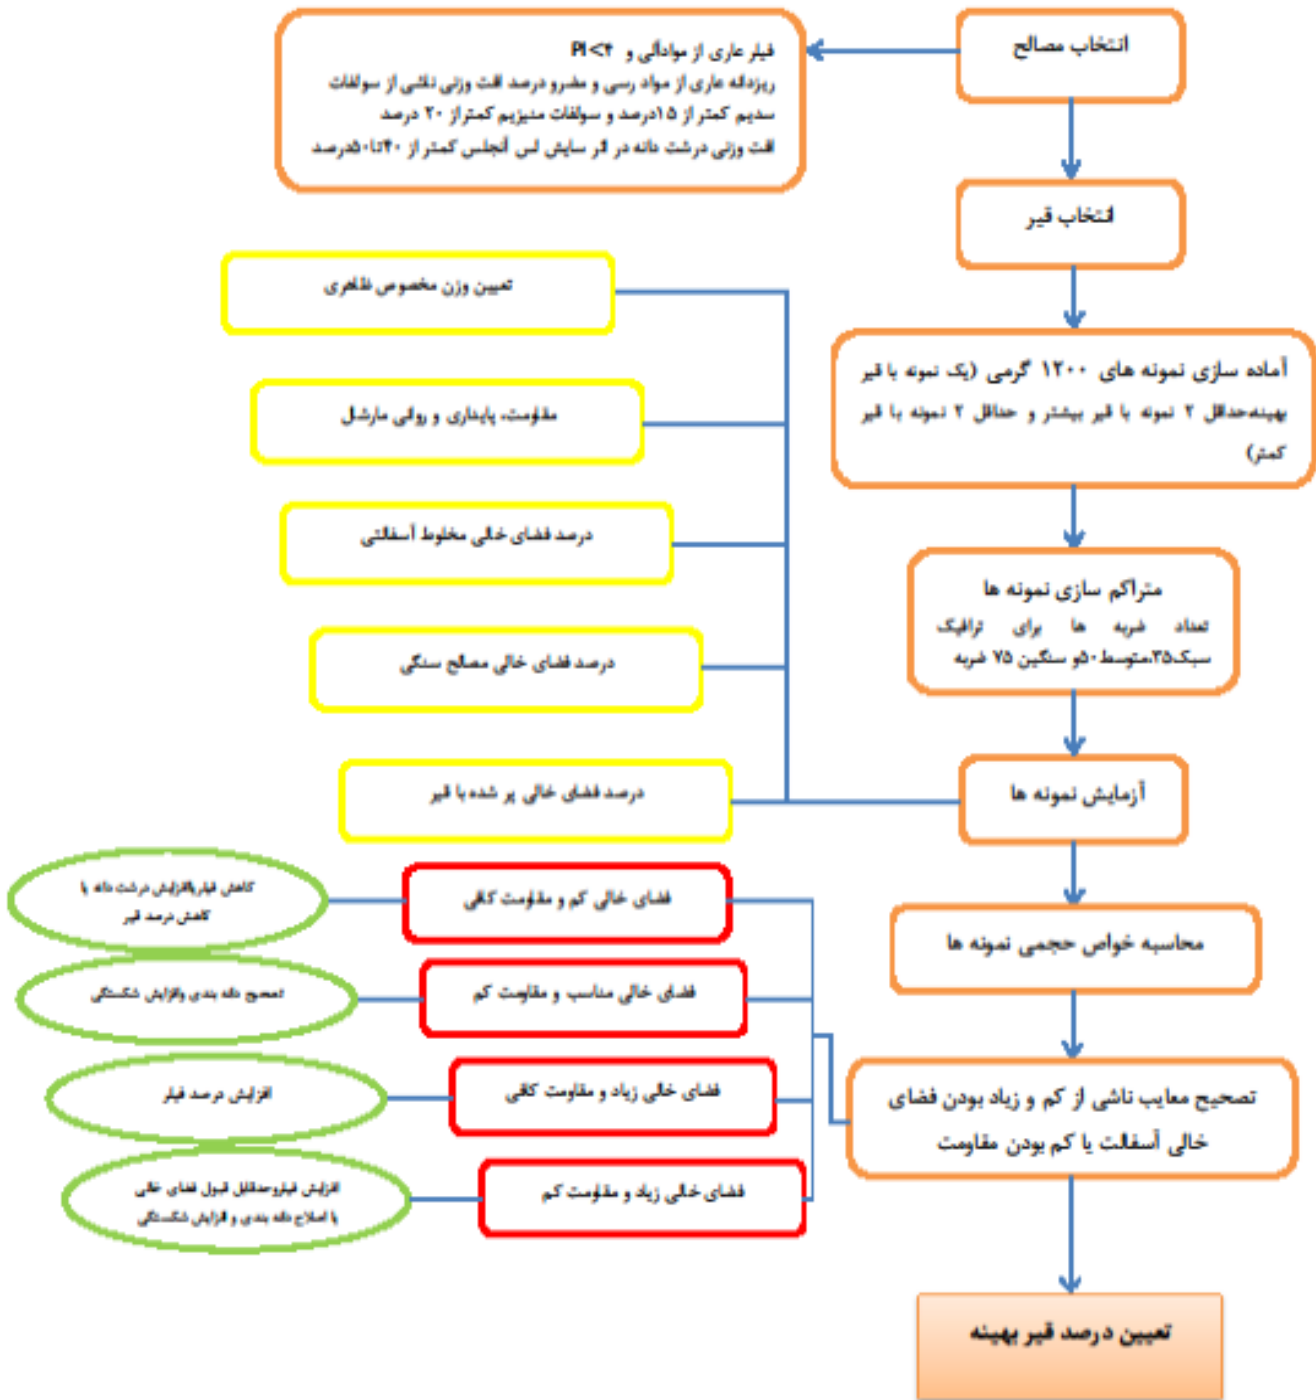 انتخاب مصالح
فیلر عاری از موادآلی و PI<۴
ریزدانه عاری از مواد رسی و مضرو درصد افت وزنی ناشی از سولفات
سدیم کمتر از ۱۵درصد و سولفات منیزیم کمتراز ۲۰ درصد
افت وزنی درشت دانه در اثر سایش لس آنجلس کمتر از ۴۰تا۵۰درصد
انتخاب قیر
آماده سازی نمونه های ۱۲۰۰ گرمی (یک نمونه با قیر
بهینه،حداقل ۲ نمونه با قیر بیشتر و حداقل ۲ نمونه با قیر
کمتر)
متراکم سازی نمونه ها
تعداد ضربه ها برای ترافیک
سبک۳۵،متوسط۵۰و سنگین ۷۵ ضربه
آزمایش نمونه ها
تعیین وزن مخصوص ظاهری
مقاومت، پایداری و روانی مارشال
درصد فضای خالی مخلوط آسفالتی
درصد فضای خالی مصالح سنگی
درصد فضای خالی پر شده با قیر
محاسبه خواص حجمی نمونه ها
تصحیح معایب ناشی از کم و زیاد بودن فضای
خالی آسفالت یا کم بودن مقاومت
فضای خالی کم و مقاومت کافی
کاهش فیلریاافزایش درشت دانه یا
کاهش درصد قیر
فضای خالی مناسب و مقاومت کم
تصحیح دانه بندی وافزایش شکستگی
فضای خالی زیاد و مقاومت کافی
افزایش درصد فیلر
فضای خالی زیاد و مقاومت کم
افزایش فیلروحداقل قبول فضای خالی
یا اصلاح دانه بندی و افزایش شکستگی
تعیین درصد قیر بهینه